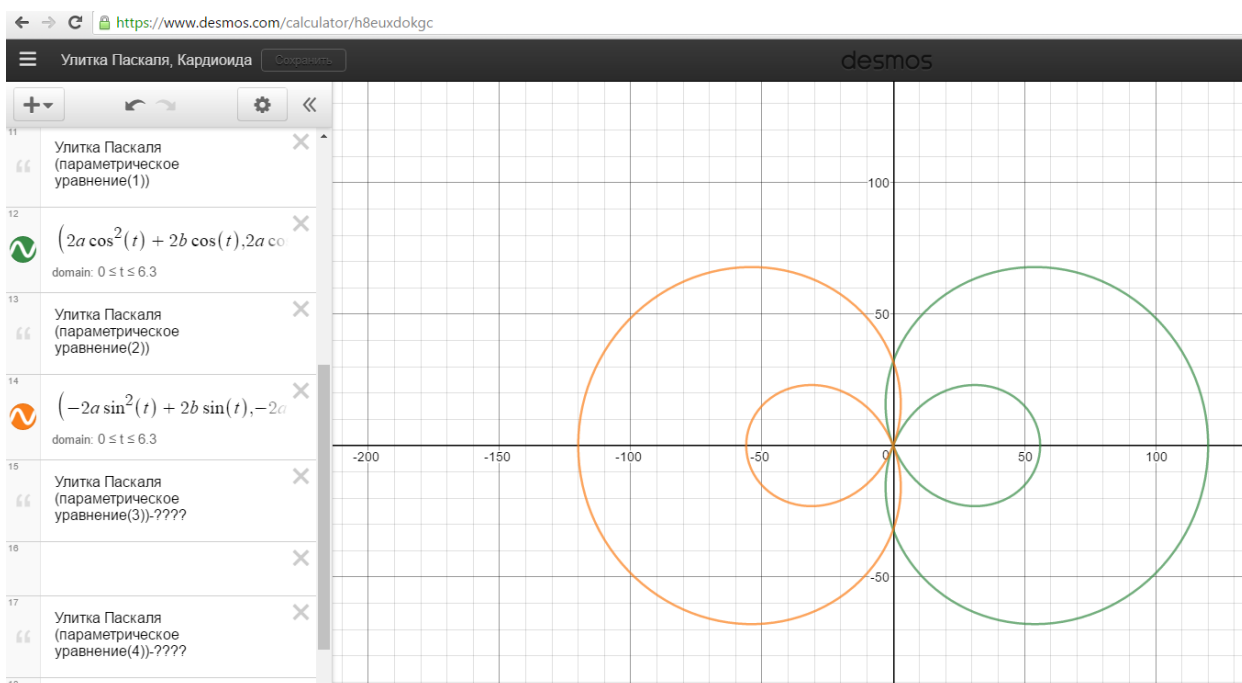 https://www.desmos.com/calculator/h8euxdokgc
Улитка Паскаля, Кардиоида Сохранить desmos
11
Улитка Паскаля
(параметрическое
уравнение(1))
12
(2a cos²(t) + 2b cos(t),2a co
domain: 0 ≤ t ≤ 6.3
13
Улитка Паскаля
(параметрическое
уравнение(2))
14
(−2a sin²(t) + 2b sin(t),−2a
domain: 0 ≤ t ≤ 6.3
15
Улитка Паскаля
(параметрическое
уравнение(3))-????
16
17
Улитка Паскаля
(параметрическое
уравнение(4))-????
100
50
-200 -150 -100 -50 0 50 100
-50